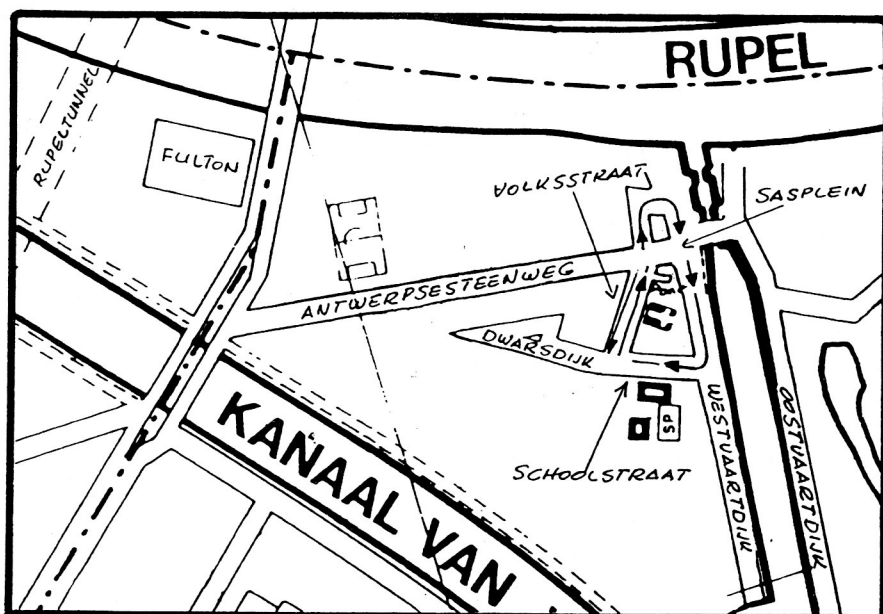 RUPEL
RUPELTUNNEL
FULTON
VOLKSSTRAAT
SASPLEIN
ANTWERPSESTEENWEG
DWARSDIJK
SP
SCHOOLSTRAAT
WESTVAARTDIJK
OOSTVAARTDIJK
KANAAL VAN